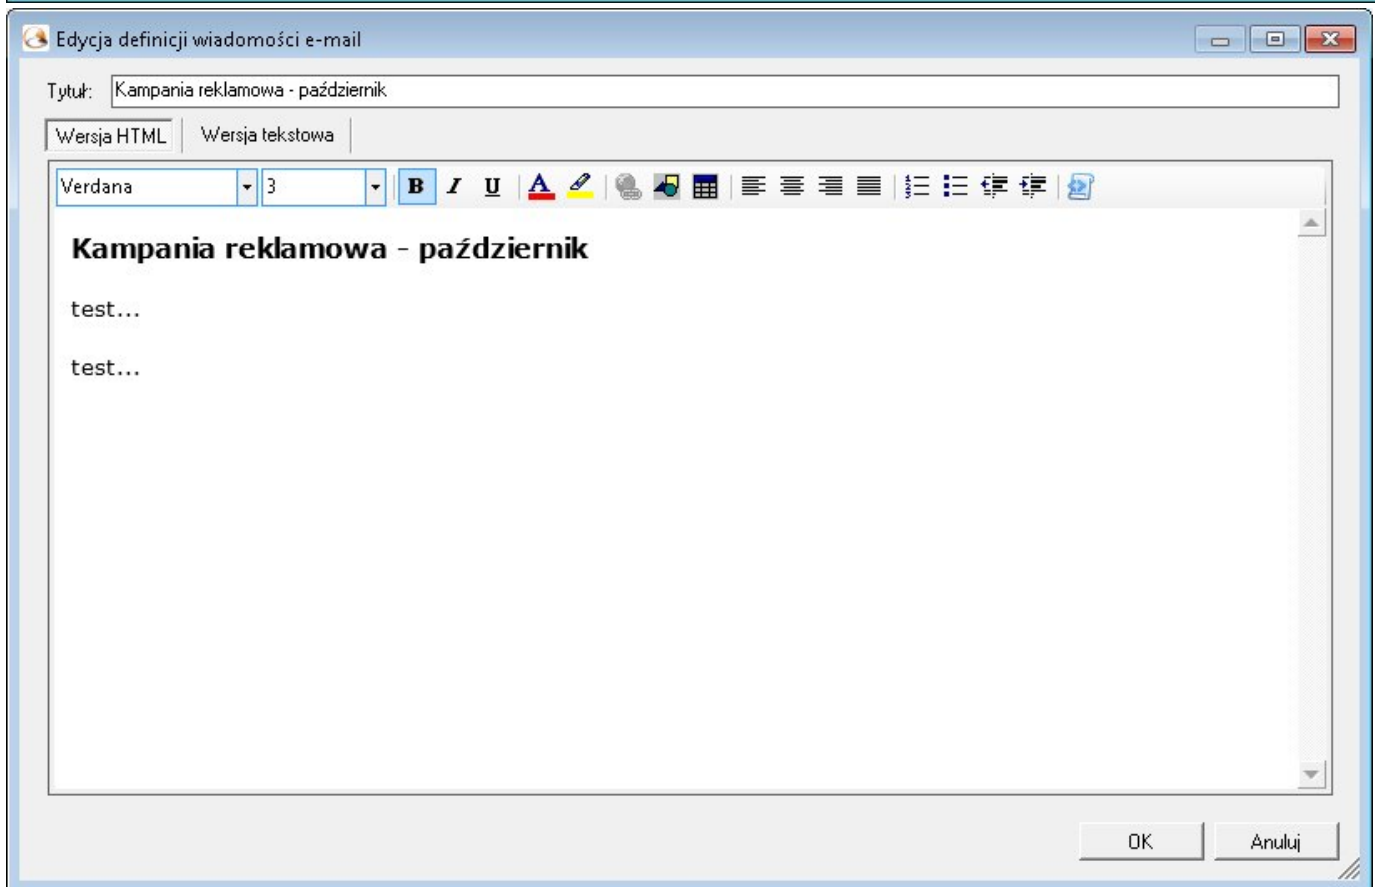 Edycja definicji wiadomości e-mail
Tytuł: Kampania reklamowa - październik
Wersja HTML Wersja tekstowa
Verdana 3 B I U A
Kampania reklamowa - październik
test...
test...
OK Anuluj